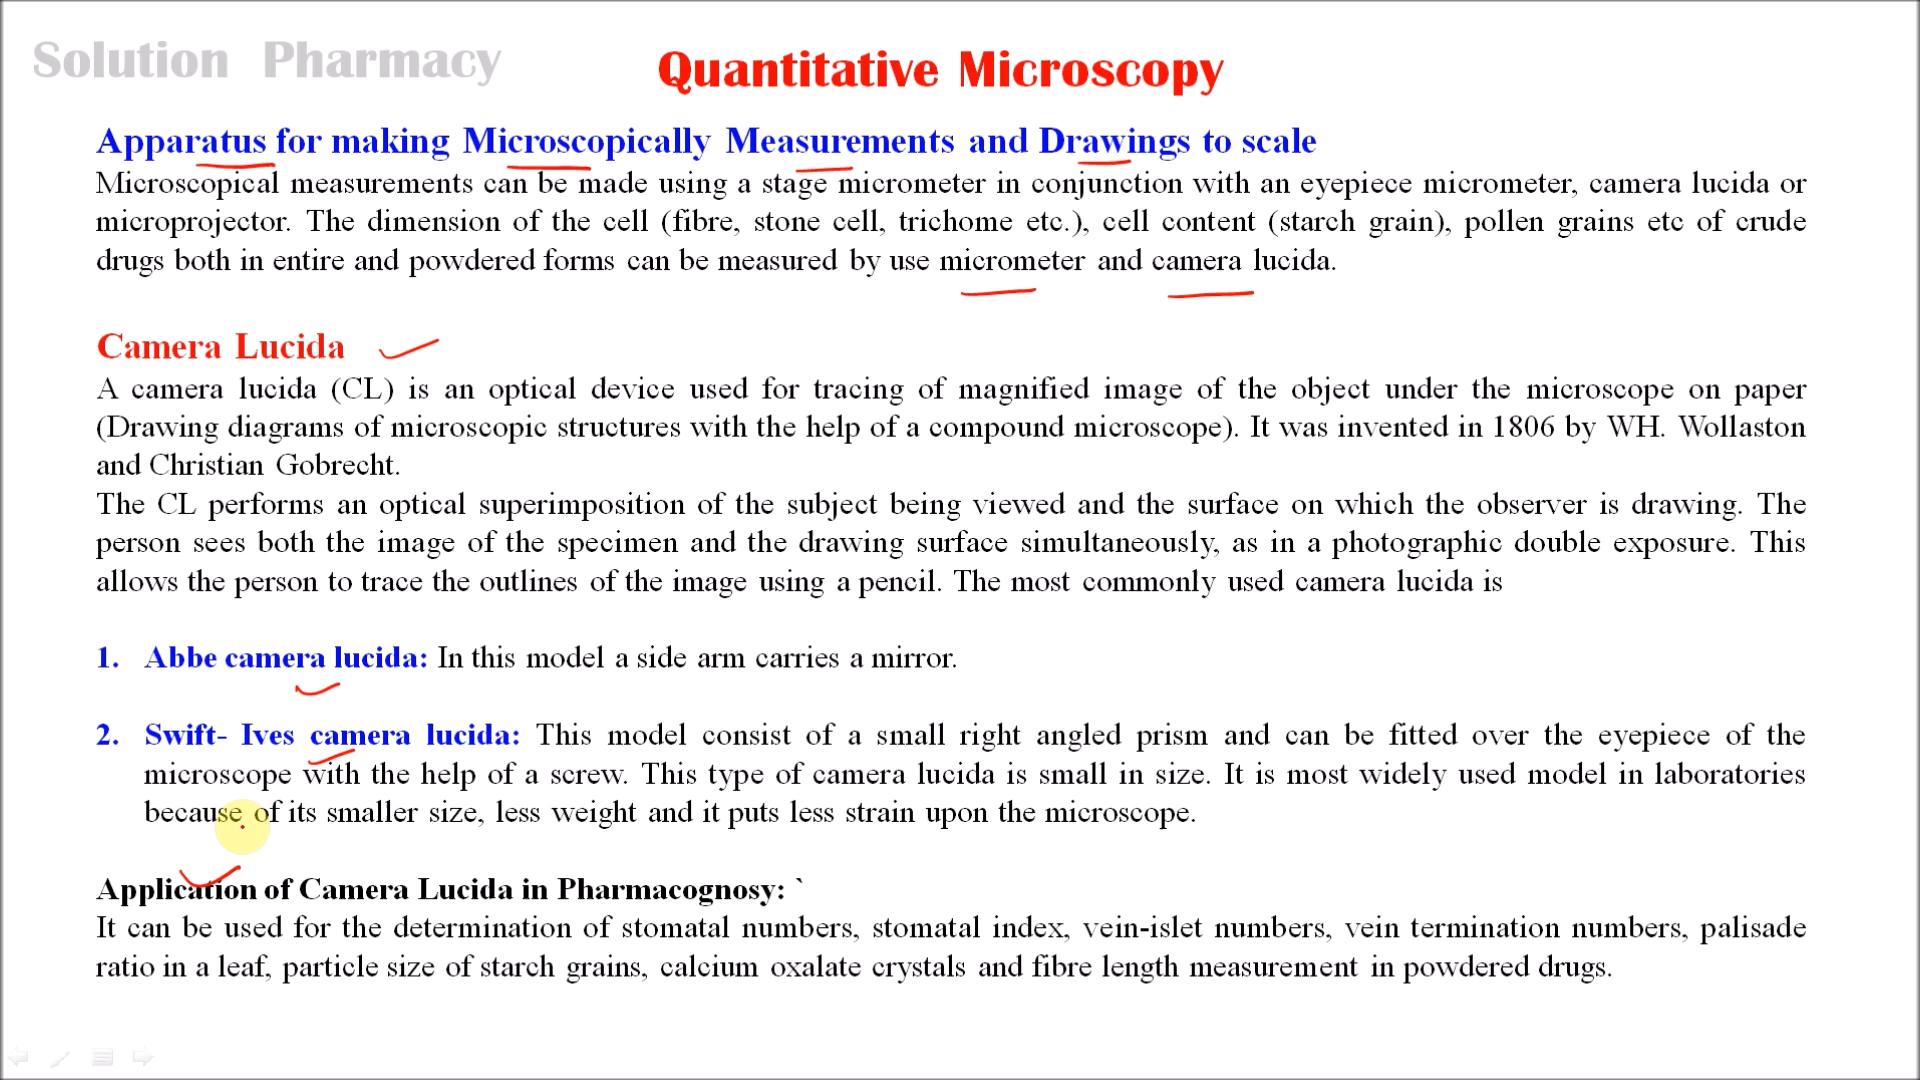 Solution Pharmacy
Quantitative Microscopy
Apparatus for making Microscopically Measurements and Drawings to scale
Microscopical measurements can be made using a stage micrometer in conjunction with an eyepiece micrometer, camera lucida or
microprojector. The dimension of the cell (fibre, stone cell, trichome etc.), cell content (starch grain), pollen grains etc of crude
drugs both in entire and powdered forms can be measured by use micrometer and camera lucida.
Camera Lucida
A camera lucida (CL) is an optical device used for tracing of magnified image of the object under the microscope on paper
(Drawing diagrams of microscopic structures with the help of a compound microscope). It was invented in 1806 by WH. Wollaston
and Christian Gobrecht.
The CL performs an optical superimposition of the subject being viewed and the surface on which the observer is drawing. The
person sees both the image of the specimen and the drawing surface simultaneously, as in a photographic double exposure. This
allows the person to trace the outlines of the image using a pencil. The most commonly used camera lucida is
1. Abbe camera lucida: In this model a side arm carries a mirror.
2. Swift- Ives camera lucida: This model consist of a small right angled prism and can be fitted over the eyepiece of the
microscope with the help of a screw. This type of camera lucida is small in size. It is most widely used model in laboratories
because of its smaller size, less weight and it puts less strain upon the microscope.
Application of Camera Lucida in Pharmacognosy: `
It can be used for the determination of stomatal numbers, stomatal index, vein-islet numbers, vein termination numbers, palisade
ratio in a leaf, particle size of starch grains, calcium oxalate crystals and fibre length measurement in powdered drugs.